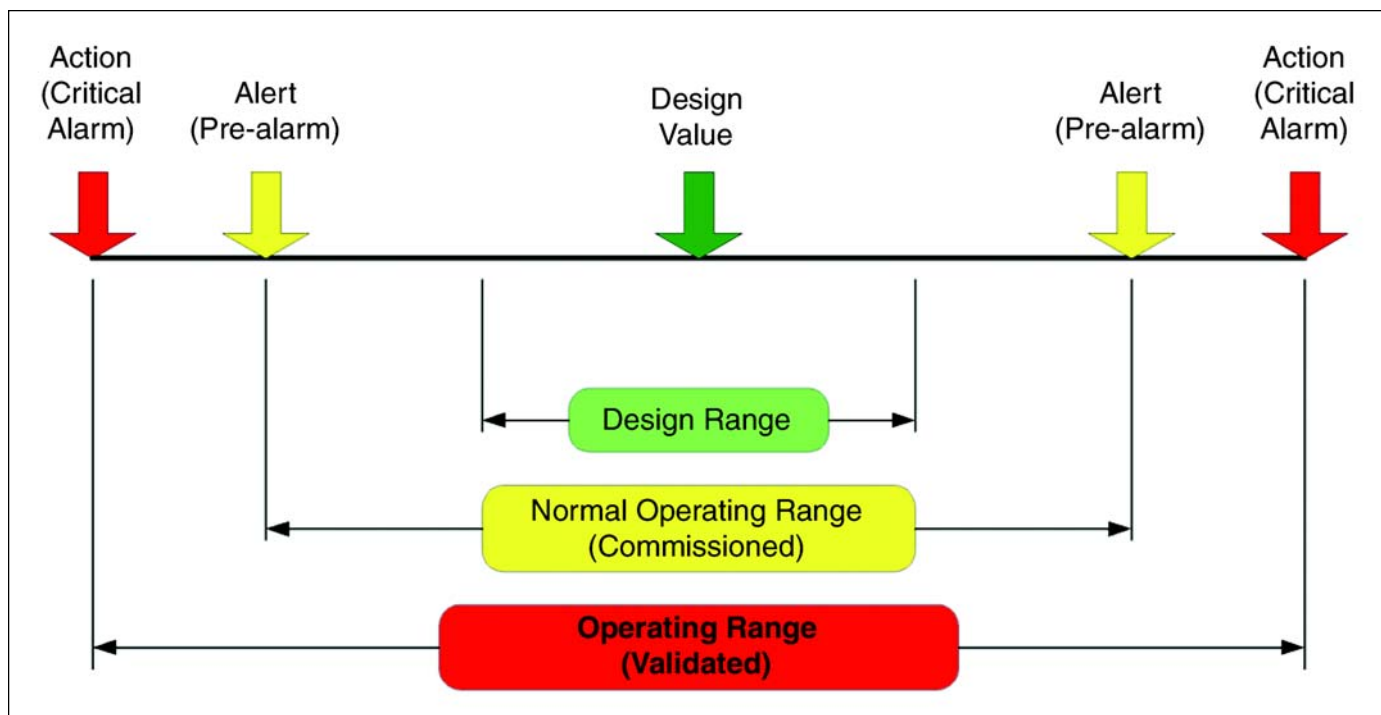 Action
(Critical
Alarm)
Alert
(Pre-alarm)
Design
Value
Alert
(Pre-alarm)
Action
(Critical
Alarm)
Design Range
Normal Operating Range
(Commissioned)
Operating Range
(Validated)